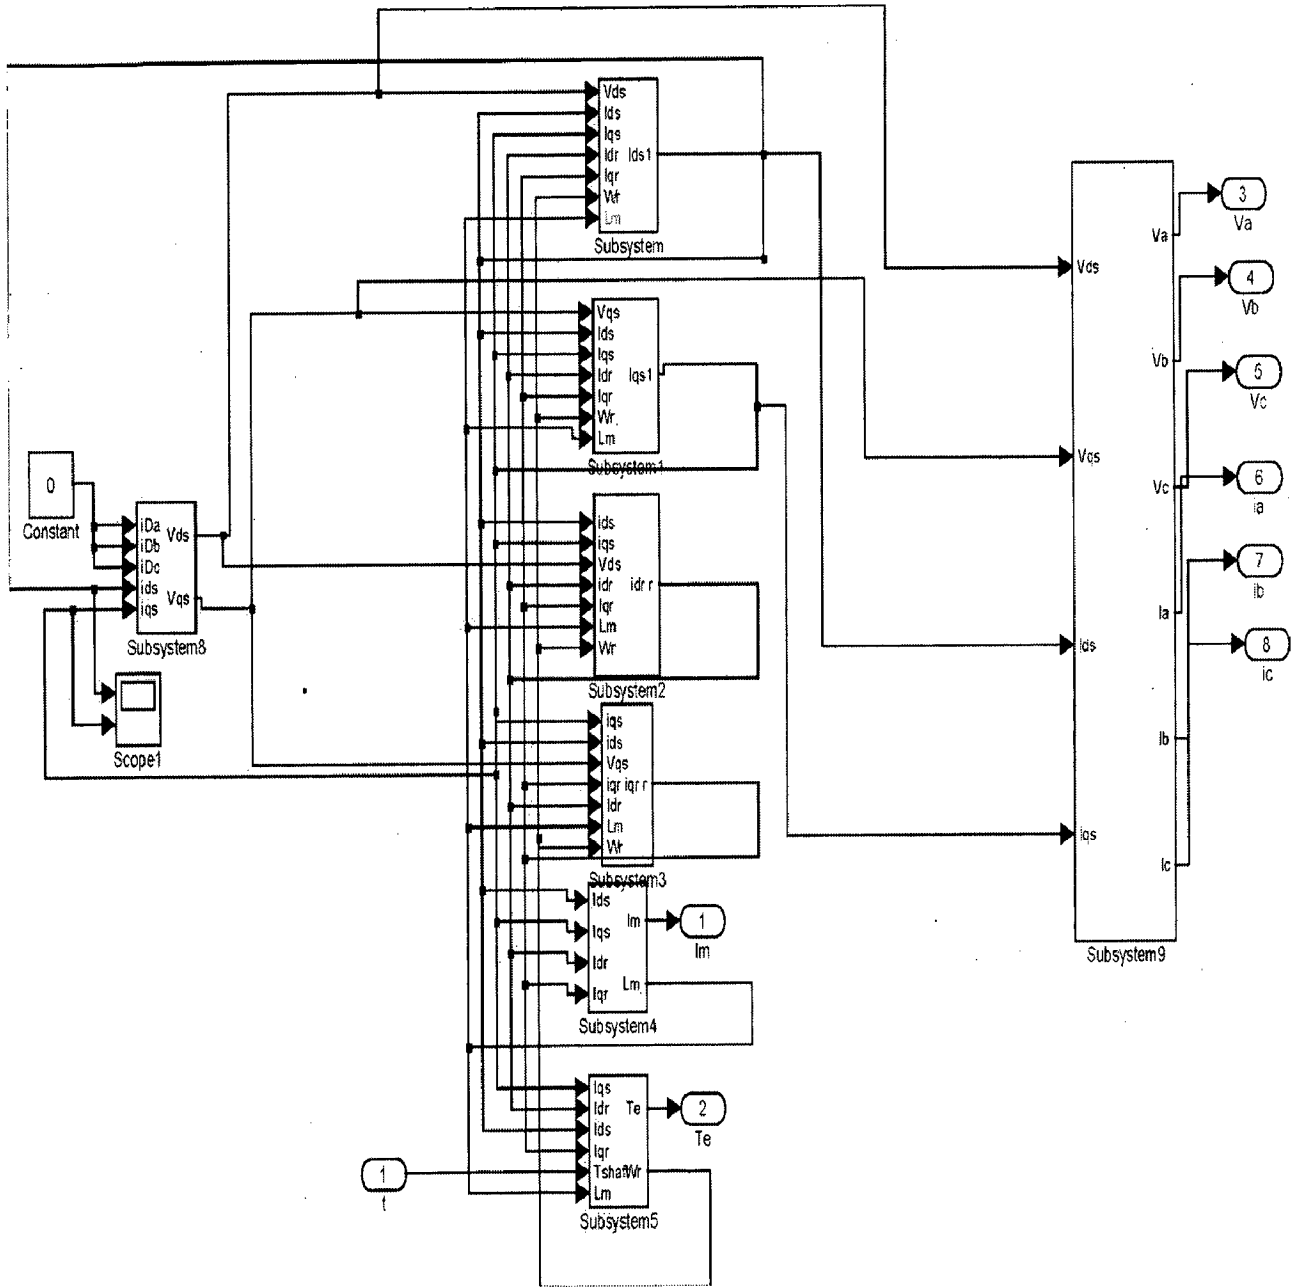 Vds
Ids
Iqs
Idr
Iqr
Wr
Lm
Ids1
Subsystem
Vqs
Ids
Iqs
Idr
Iqr
Wr
Lm
Iqs1
Subsystem1
0
Constant
iDa
iDb
iDc
ids
iqs
Vds
Vqs
Subsystem8
Scope1
ids
iqs
Vds
idr
Iqr
Lm
Wr
idr r
Subsystem2
iqs
ids
Vqs
iqr
Idr
Lm
Wr
iqr r
Subsystem3
Ids
Iqs
Idr
Iqr
Im
Lm
Subsystem4
1
Im
Iqs
Idr
Ids
Iqr
Tshaft
Lm
Te
Wr
Subsystem5
2
Te
1
t
Vds
Vqs
Ids
iqs
Va
Vb
Vc
Ia
Ib
Ic
Subsystem9
3
Va
4
Vb
5
Vc
6
ia
7
ib
8
ic